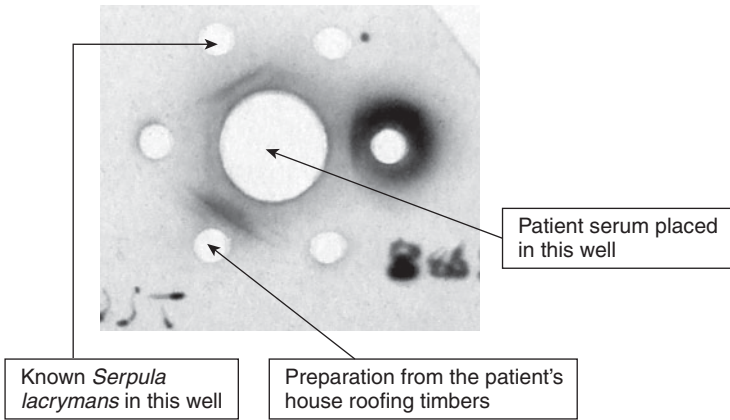 Patient serum placed
in this well
Known Serpula
lacrymans in this well
Preparation from the patient's
house roofing timbers